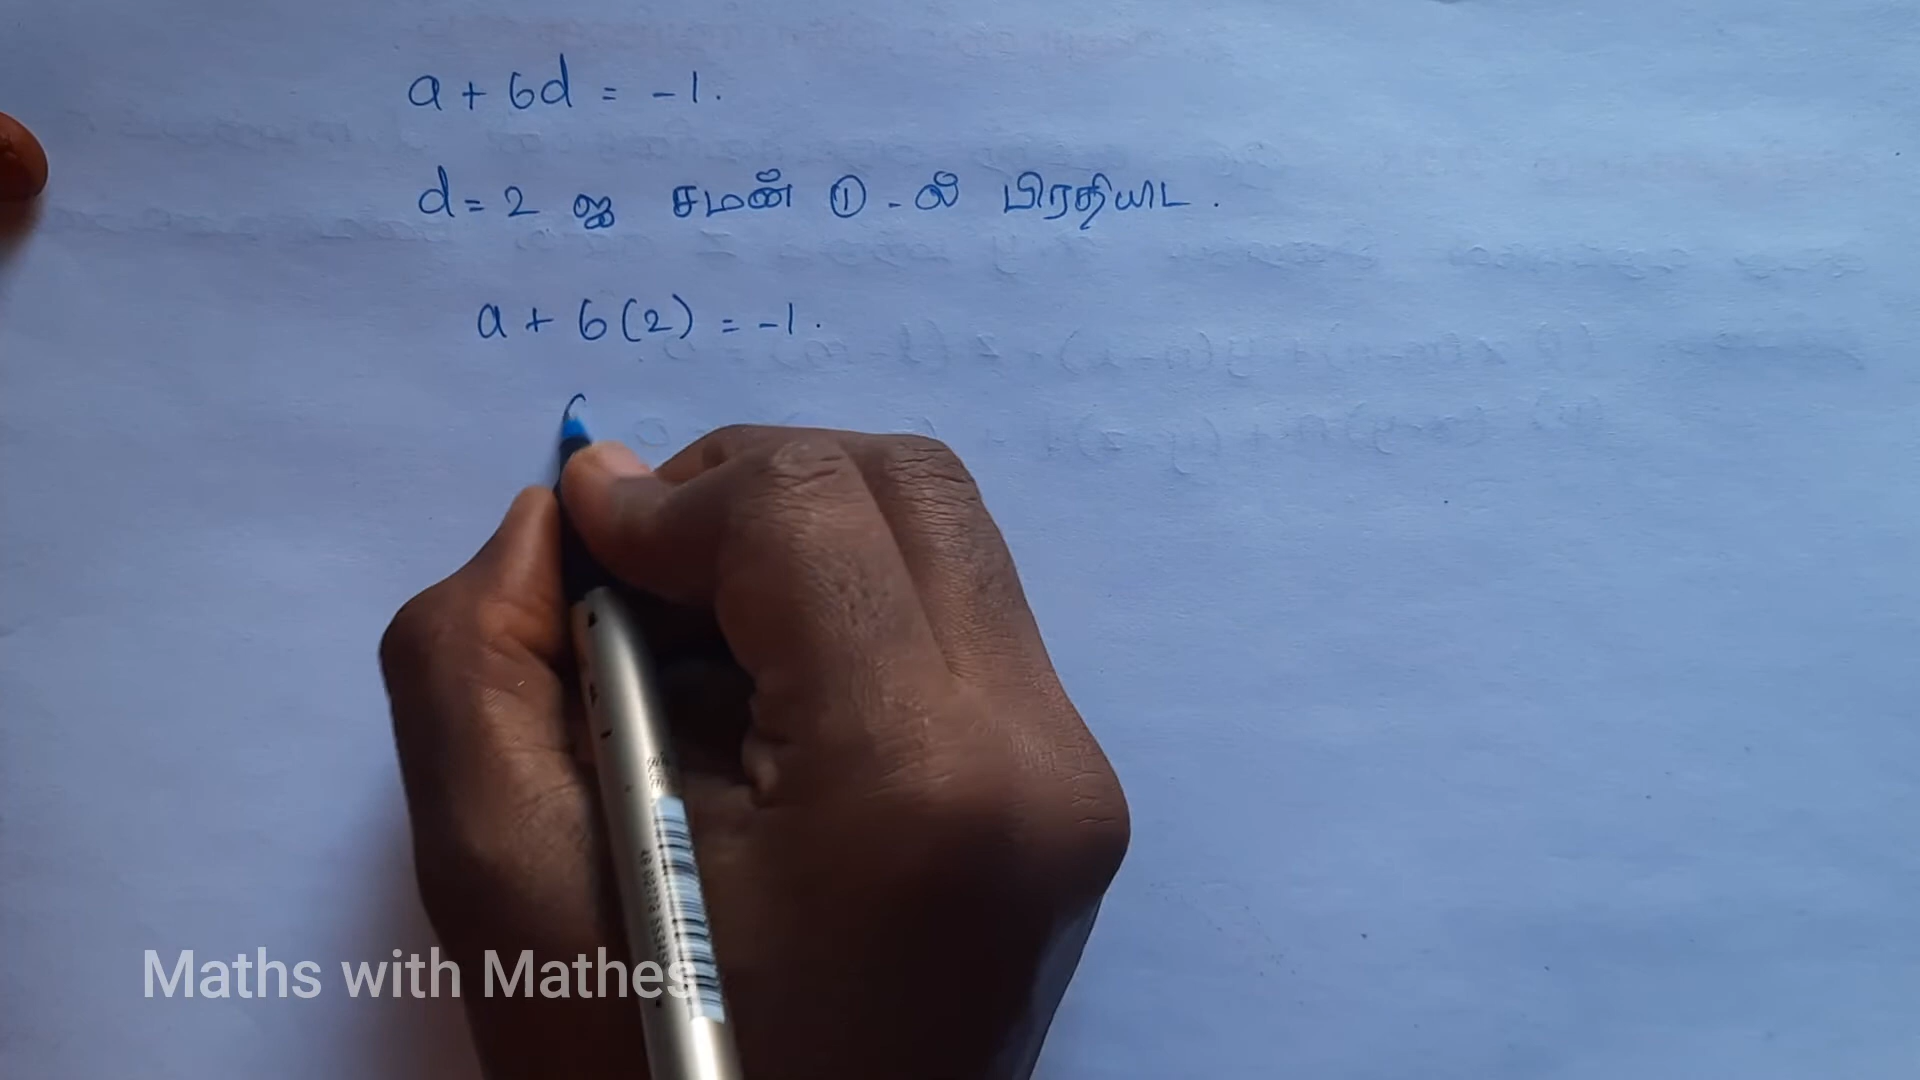 a + 6d = -1.
d = 2 ஐ சமன் ① - ல் பிரதியிட .
a + 6(2) = -1.
Maths with Mathes